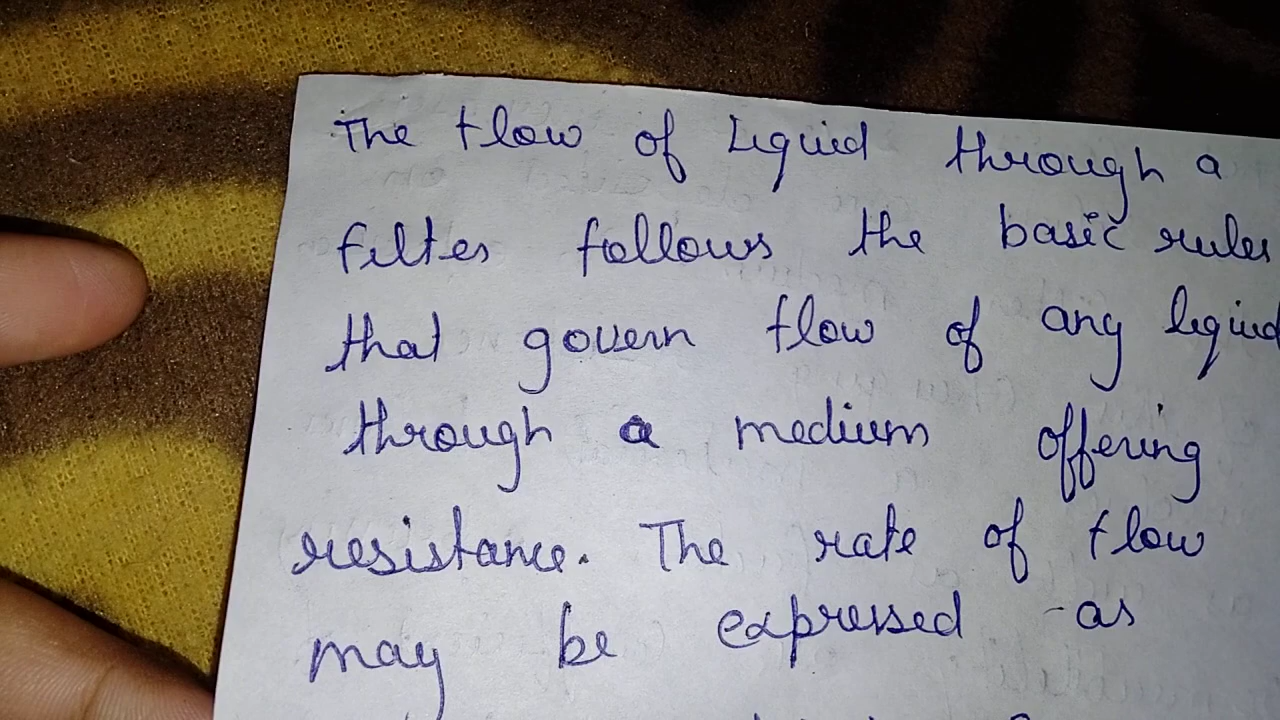 The flow of Liquid through a
filter follows the basic rules
that govern flow of any liquid
through a medium offering
resistance. The rate of flow
may be expressed as